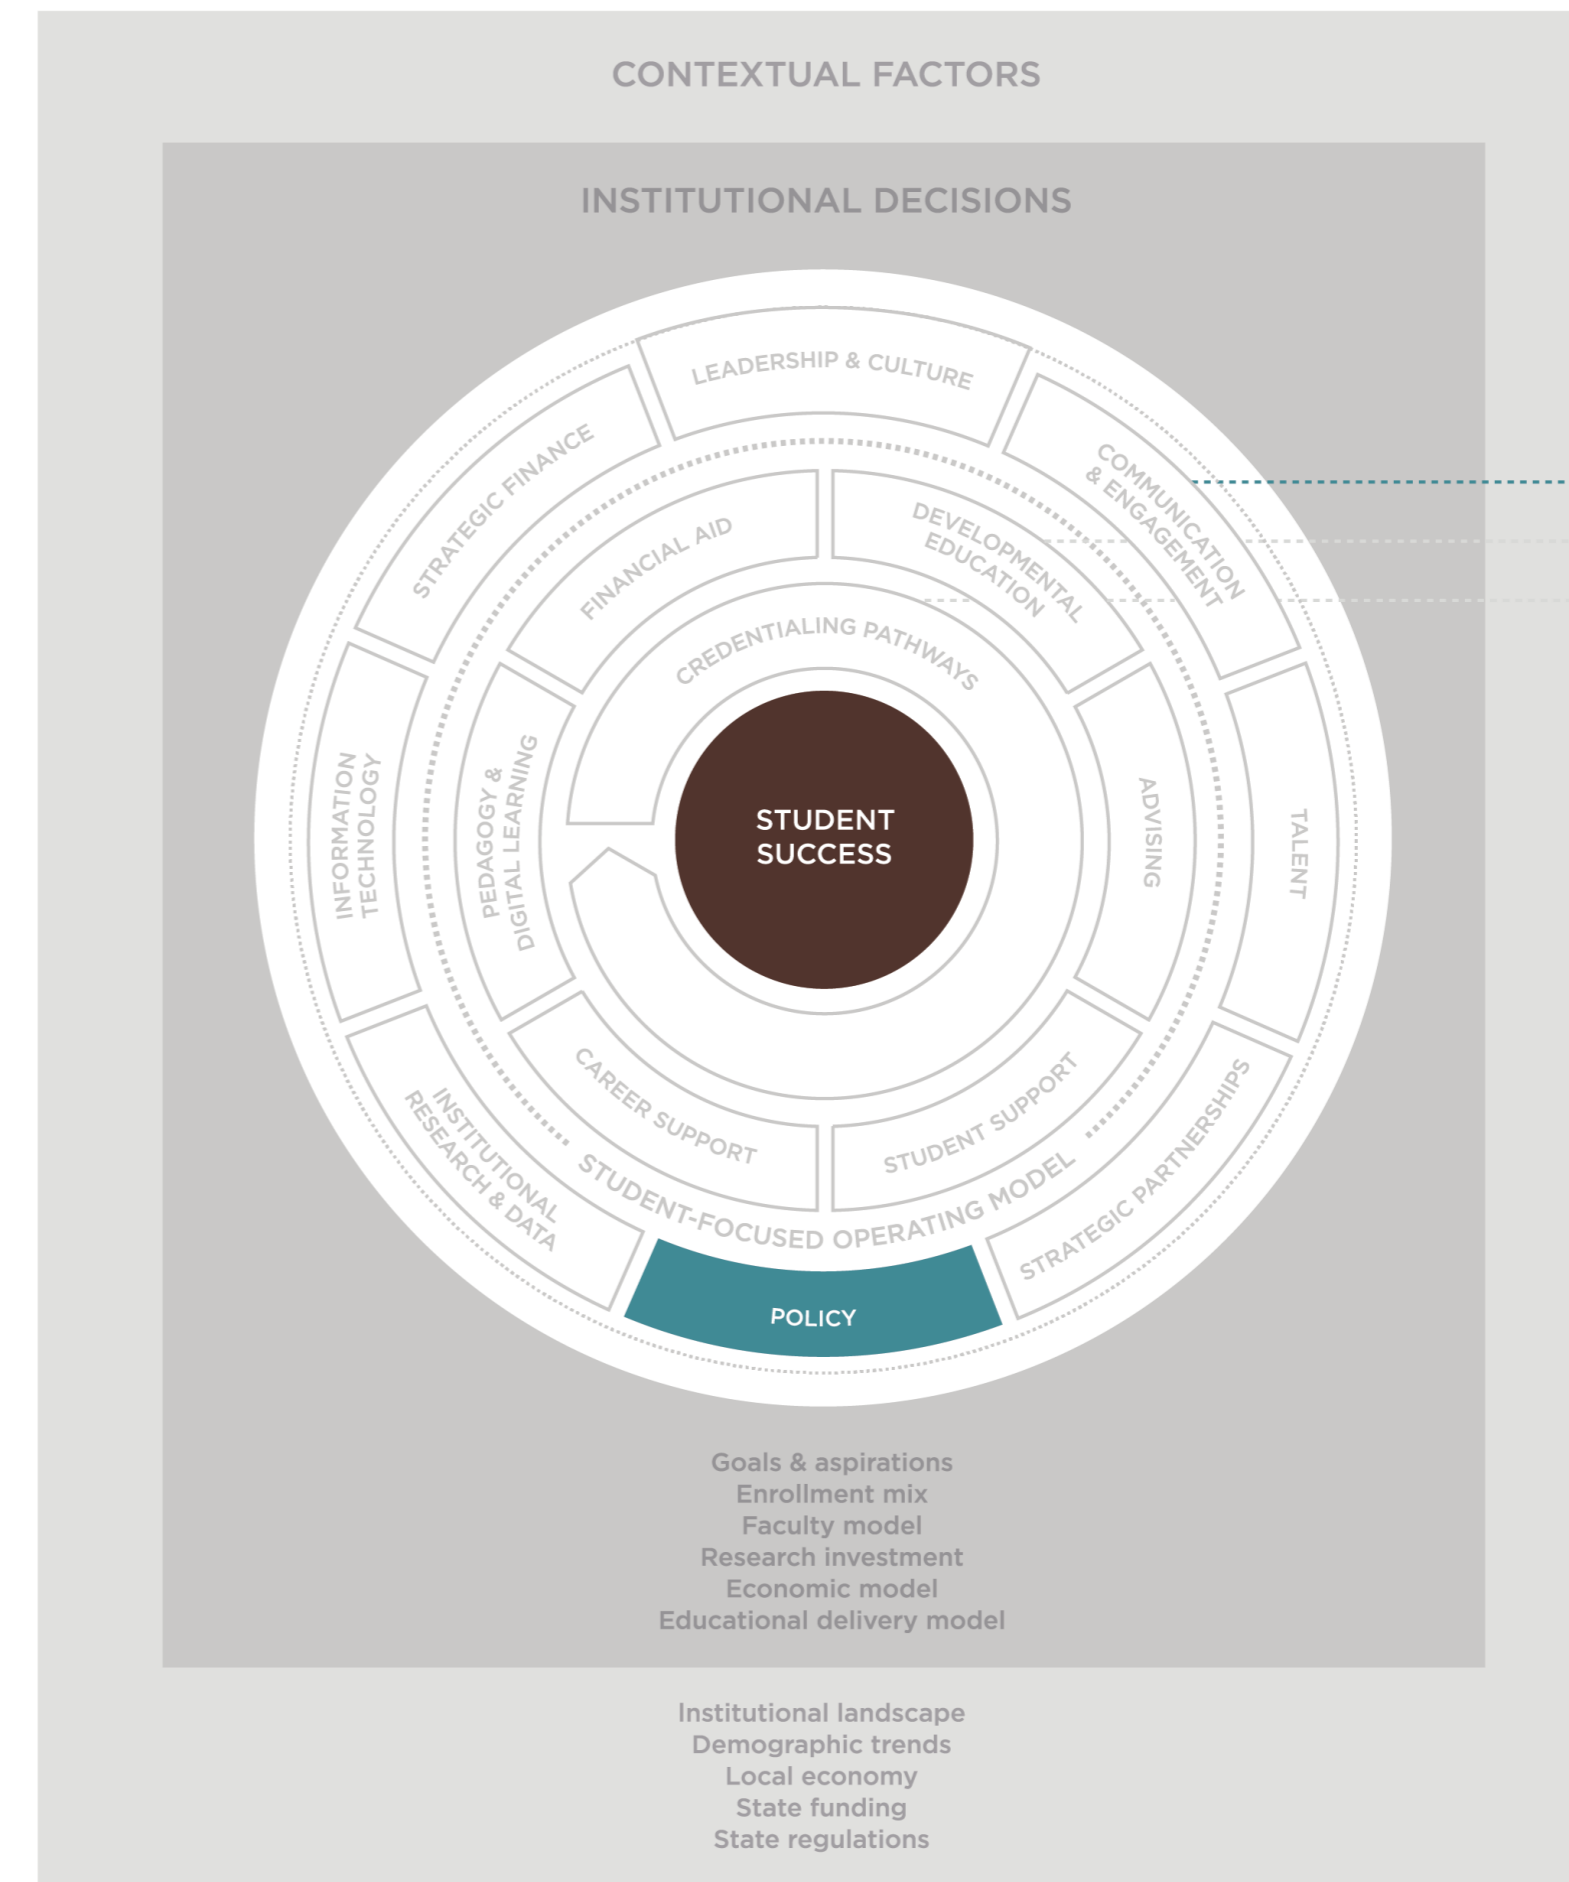 CONTEXTUAL FACTORS
INSTITUTIONAL DECISIONS
LEADERSHIP & CULTURE
COMMUNICATION
& ENGAGEMENT
TALENT
STRATEGIC PARTNERSHIPS
POLICY
INSTITUTIONAL
RESEARCH & DATA
INFORMATION
TECHNOLOGY
STRATEGIC FINANCE
STUDENT-FOCUSED OPERATING MODEL
FINANCIAL AID
DEVELOPMENTAL
EDUCATION
ADVISING
STUDENT SUPPORT
CAREER SUPPORT
PEDAGOGY &
DIGITAL LEARNING
CREDENTIALING PATHWAYS
STUDENT
SUCCESS
Goals & aspirations
Enrollment mix
Faculty model
Research investment
Economic model
Educational delivery model
Institutional landscape
Demographic trends
Local economy
State funding
State regulations